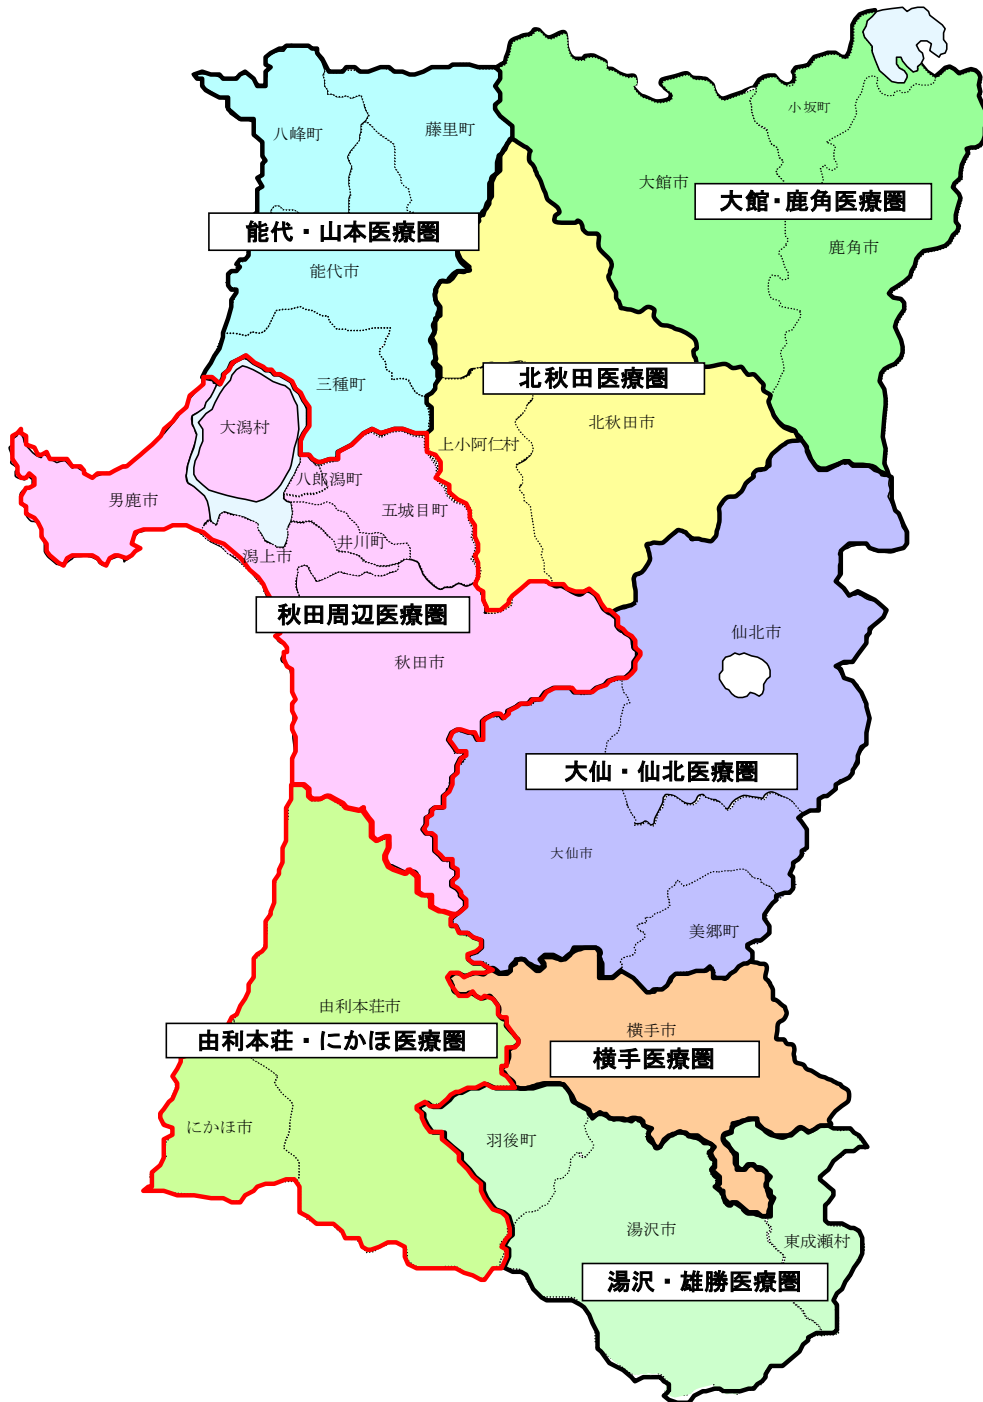 小坂町
八峰町
藤里町
大館市
大館・鹿角医療圏
能代・山本医療圏
鹿角市
能代市
北秋田医療圏
三種町
大潟村
北秋田市
上小阿仁村
八郎潟町
男鹿市
五城目町
井川町
潟上市
秋田周辺医療圏
仙北市
秋田市
大仙・仙北医療圏
大仙市
美郷町
由利本荘市
横手市
由利本荘・にかほ医療圏
横手医療圏
にかほ市
羽後町
湯沢市
東成瀬村
湯沢・雄勝医療圏